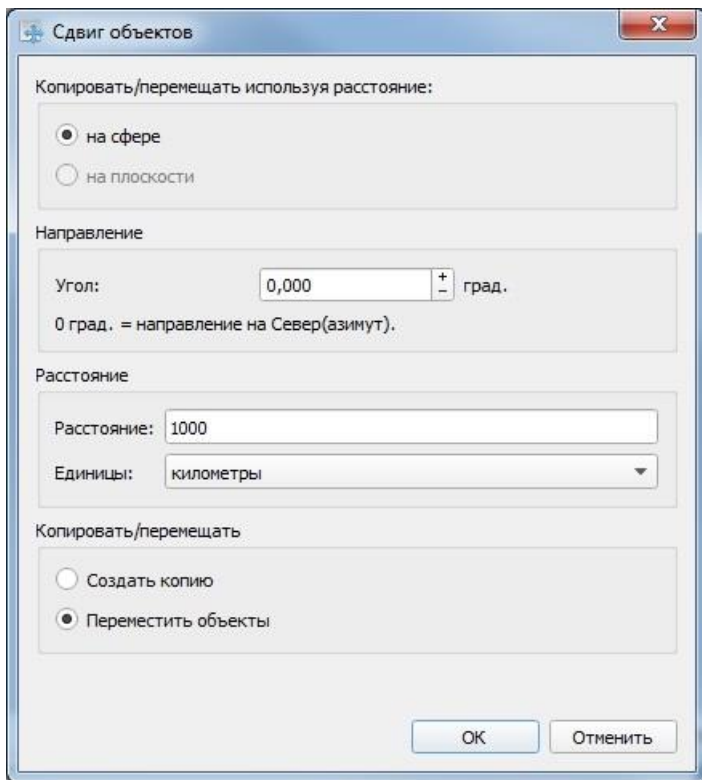 Сдвиг объектов
Копировать/перемещать используя расстояние:
на сфере
на плоскости
Направление
Угол: 0,000 град.
0 град. = направление на Север(азимут).
Расстояние
Расстояние: 1000
Единицы: километры
Копировать/перемещать
Создать копию
Переместить объекты
ОК Отменить